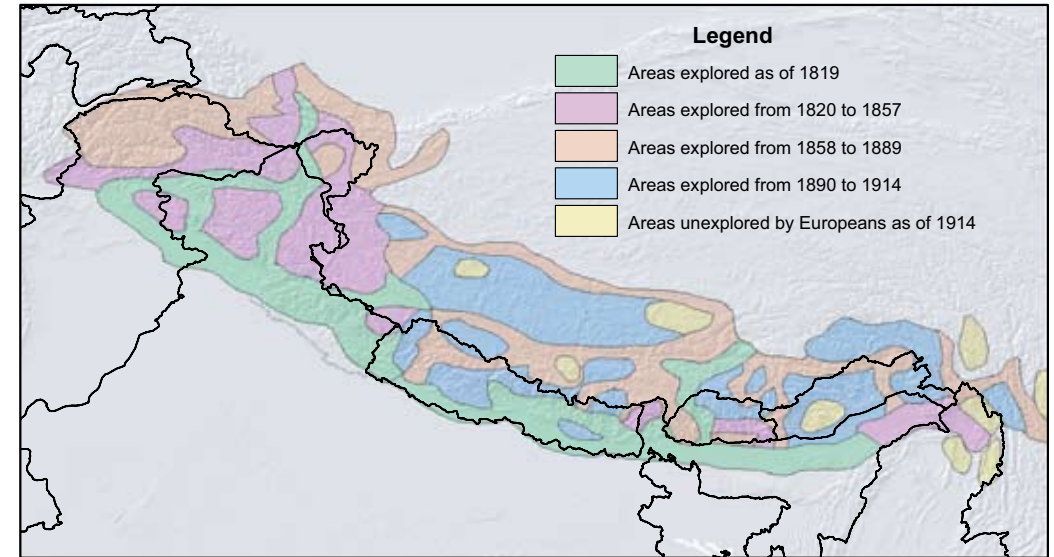 Legend
Areas explored as of 1819
Areas explored from 1820 to 1857
Areas explored from 1858 to 1889
Areas explored from 1890 to 1914
Areas unexplored by Europeans as of 1914